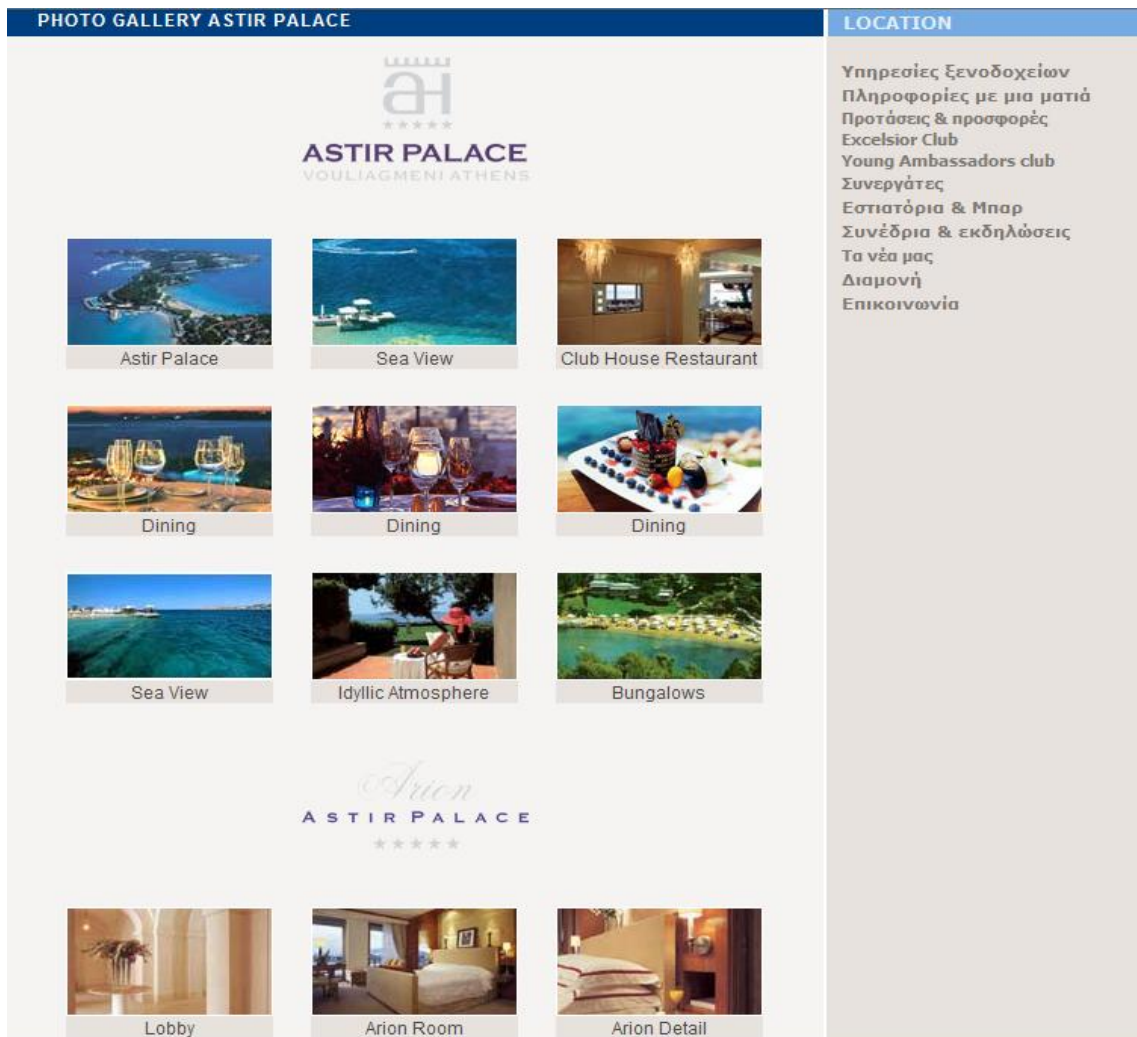 PHOTO GALLERY ASTIR PALACE
LOCATION
aH
ASTIR PALACE
VOULIAGMENI ATHENS
Υπηρεσίες ξενοδοχείων
Πληροφορίες με μια ματιά
Προτάσεις & προσφορές
Excelsior Club
Young Ambassadors club
Συνεργάτες
Εστιατόρια & Μπαρ
Συνέδρια & εκδηλώσεις
Τα νέα μας
Διαμονή
Επικοινωνία
Astir Palace
Sea View
Club House Restaurant
Dining
Dining
Dining
Sea View
Idyllic Atmosphere
Bungalows
Arion
ASTIR PALACE
Lobby
Arion Room
Arion Detail